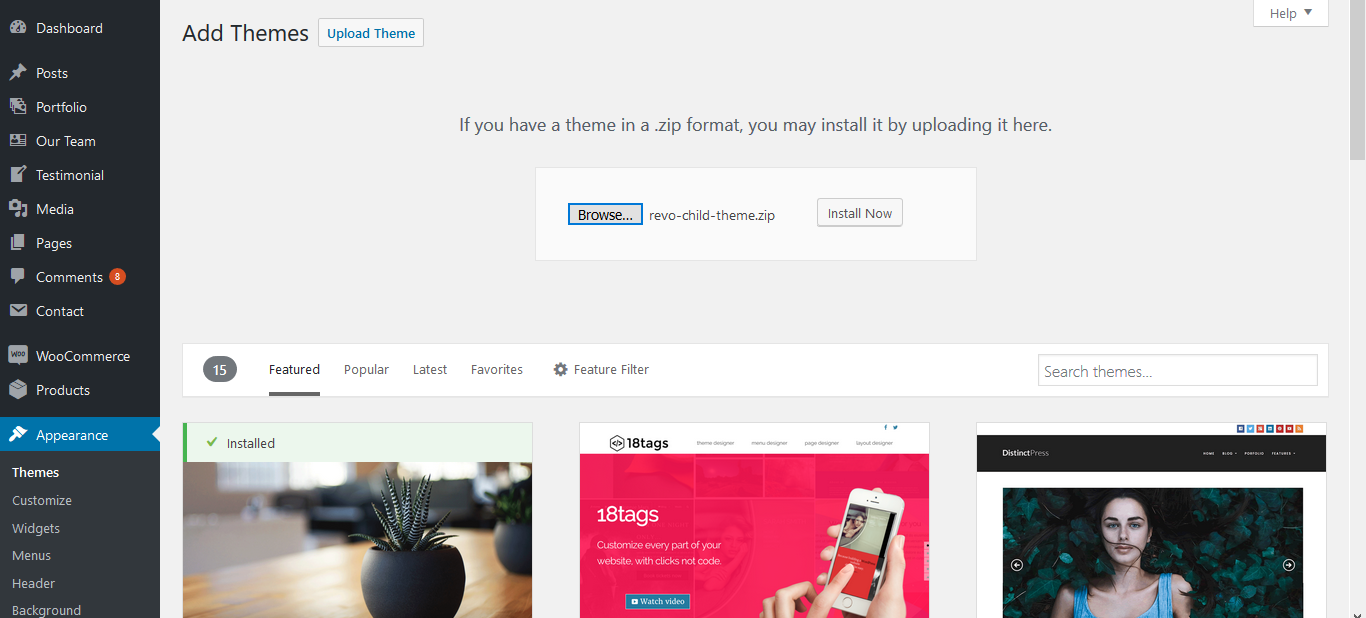 Help
Add Themes Upload Theme
Dashboard
Posts
Portfolio
Our Team
Testimonial
Media
Pages
Comments 8
Contact
WooCommerce
Products
Appearance
Themes
Customize
Widgets
Menus
Header
Background
If you have a theme in a .zip format, you may install it by uploading it here.
Browse... revo-child-theme.zip Install Now
15 Featured Popular Latest Favorites Feature Filter Search themes...
Installed
18tags theme designer menu designer page designer layout designer
18tags
Customize every part of your
website, with clicks not code.
Watch video
DistinctPress HOME BLOG PORTFOLIO FEATURES